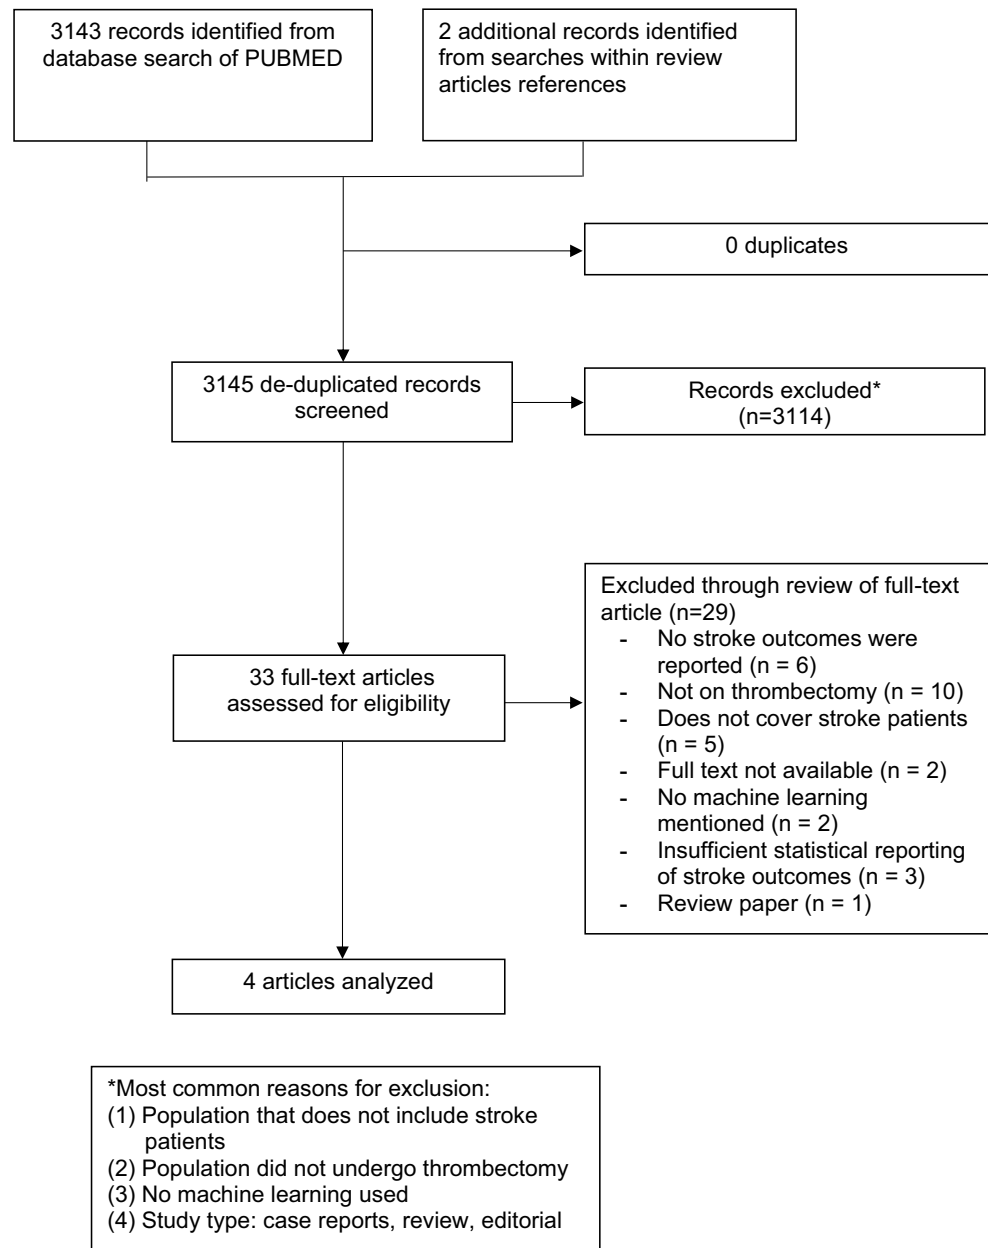 3143 records identified from
database search of PUBMED
2 additional records identified
from searches within review
articles references
0 duplicates
3145 de-duplicated records
screened
Records excluded*
(n=3114)
33 full-text articles
assessed for eligibility
Excluded through review of full-text
article (n=29)
- No stroke outcomes were
reported (n = 6)
- Not on thrombectomy (n = 10)
- Does not cover stroke patients
(n = 5)
- Full text not available (n = 2)
- No machine learning
mentioned (n = 2)
- Insufficient statistical reporting
of stroke outcomes (n = 3)
- Review paper (n = 1)
4 articles analyzed
*Most common reasons for exclusion:
(1) Population that does not include stroke
patients
(2) Population did not undergo thrombectomy
(3) No machine learning used
(4) Study type: case reports, review, editorial